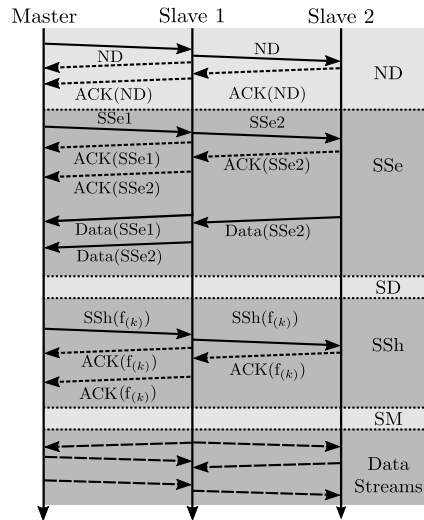 Master Slave 1 Slave 2
ND ND
ND
ACK(ND) ACK(ND)
SSe1 SSe2
ACK(SSe1) ACK(SSe2)
SSe
ACK(SSe2)
Data(SSe1) Data(SSe2)
Data(SSe2)
SD
SSh(f(k)) SSh(f(k))
SSh
ACK(f(k)) ACK(f(k))
ACK(f(k))
SM
Data
Streams